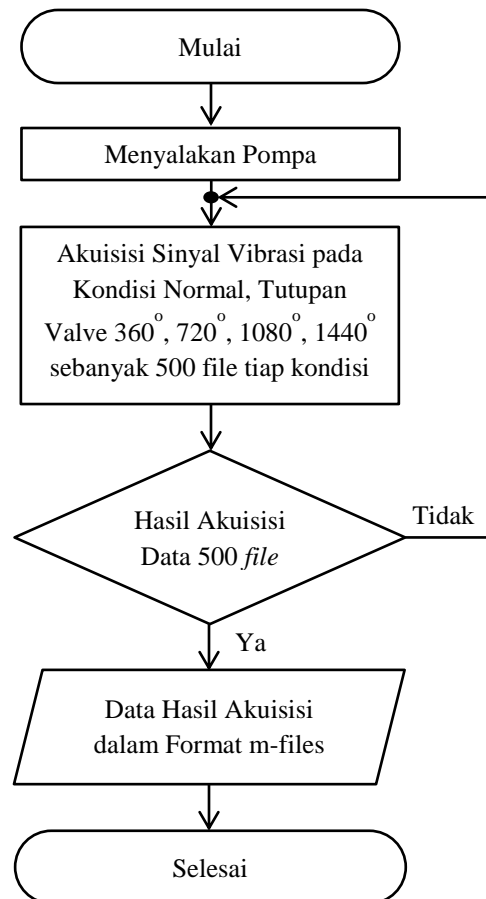 Mulai
Menyalakan Pompa
Akuisisi Sinyal Vibrasi pada
Kondisi Normal, Tutupan
Valve 360°, 720°, 1080°, 1440°
sebanyak 500 file tiap kondisi
Hasil Akuisisi
Data 500 file
Tidak
Ya
Data Hasil Akuisisi
dalam Format m-files
Selesai